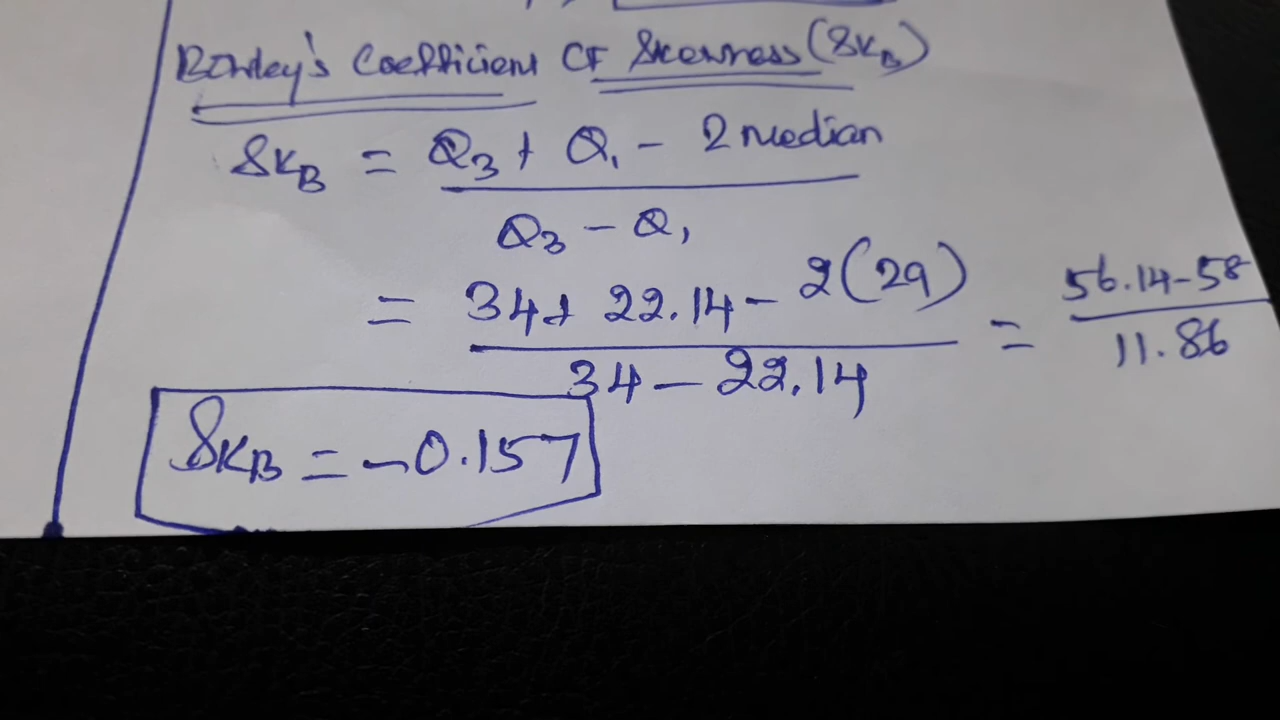 Bowley's Coefficient Of Skewness (SKB)
SKB = Q3 + Q1 - 2 median
Q3 - Q1
= 34 + 22.14 - 2(29) = 56.14-58
34 - 22.14 11.86
SKB = -0.157